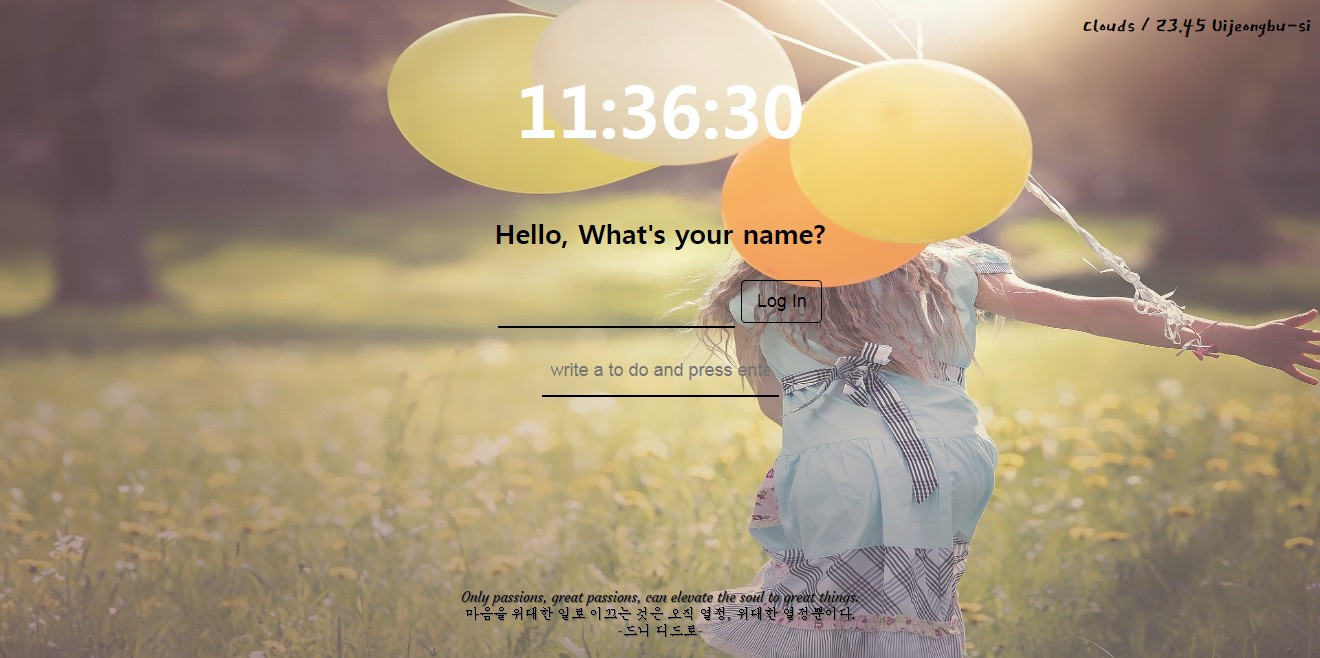 Clouds / 23.45 Uijeongbu-si
11:36:30
Hello, What's your name?
Log In
write a to do and press ente
Only passions, great passions, can elevate the soul to great things.
마음을 위대한 일로 이끄는 것은 오직 열정, 위대한 열정뿐이다.
-드니 디드로-